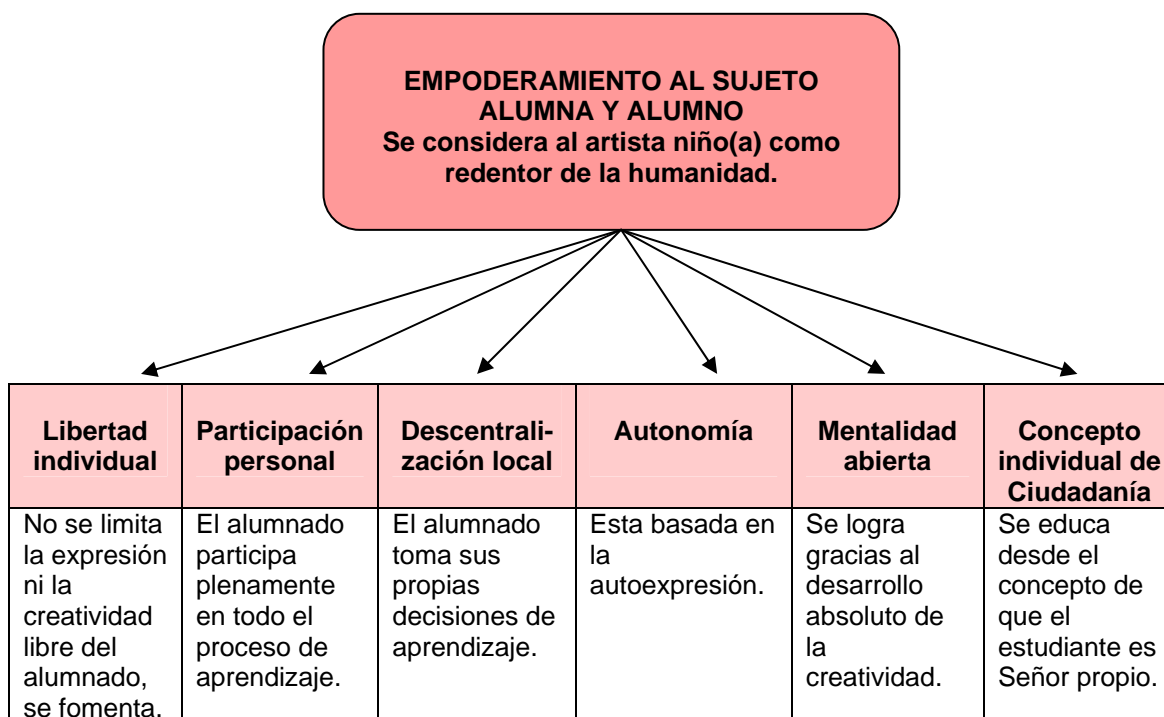 EMPODERAMIENTO AL SUJETO
ALUMNA Y ALUMNO
Se considera al artista niño(a) como
redentor de la humanidad.
Libertad
individual
Participación
personal
Descentrali-
zación local
Autonomía
Mentalidad
abierta
Concepto
individual de
Ciudadanía
No se limita
la expresión
ni la
creatividad
libre del
alumnado,
se fomenta.
El alumnado
participa
plenamente
en todo el
proceso de
aprendizaje.
El alumnado
toma sus
propias
decisiones de
aprendizaje.
Esta basada en
la
autoexpresión.
Se logra
gracias al
desarrollo
absoluto de
la
creatividad.
Se educa
desde el
concepto de
que el
estudiante es
Señor propio.